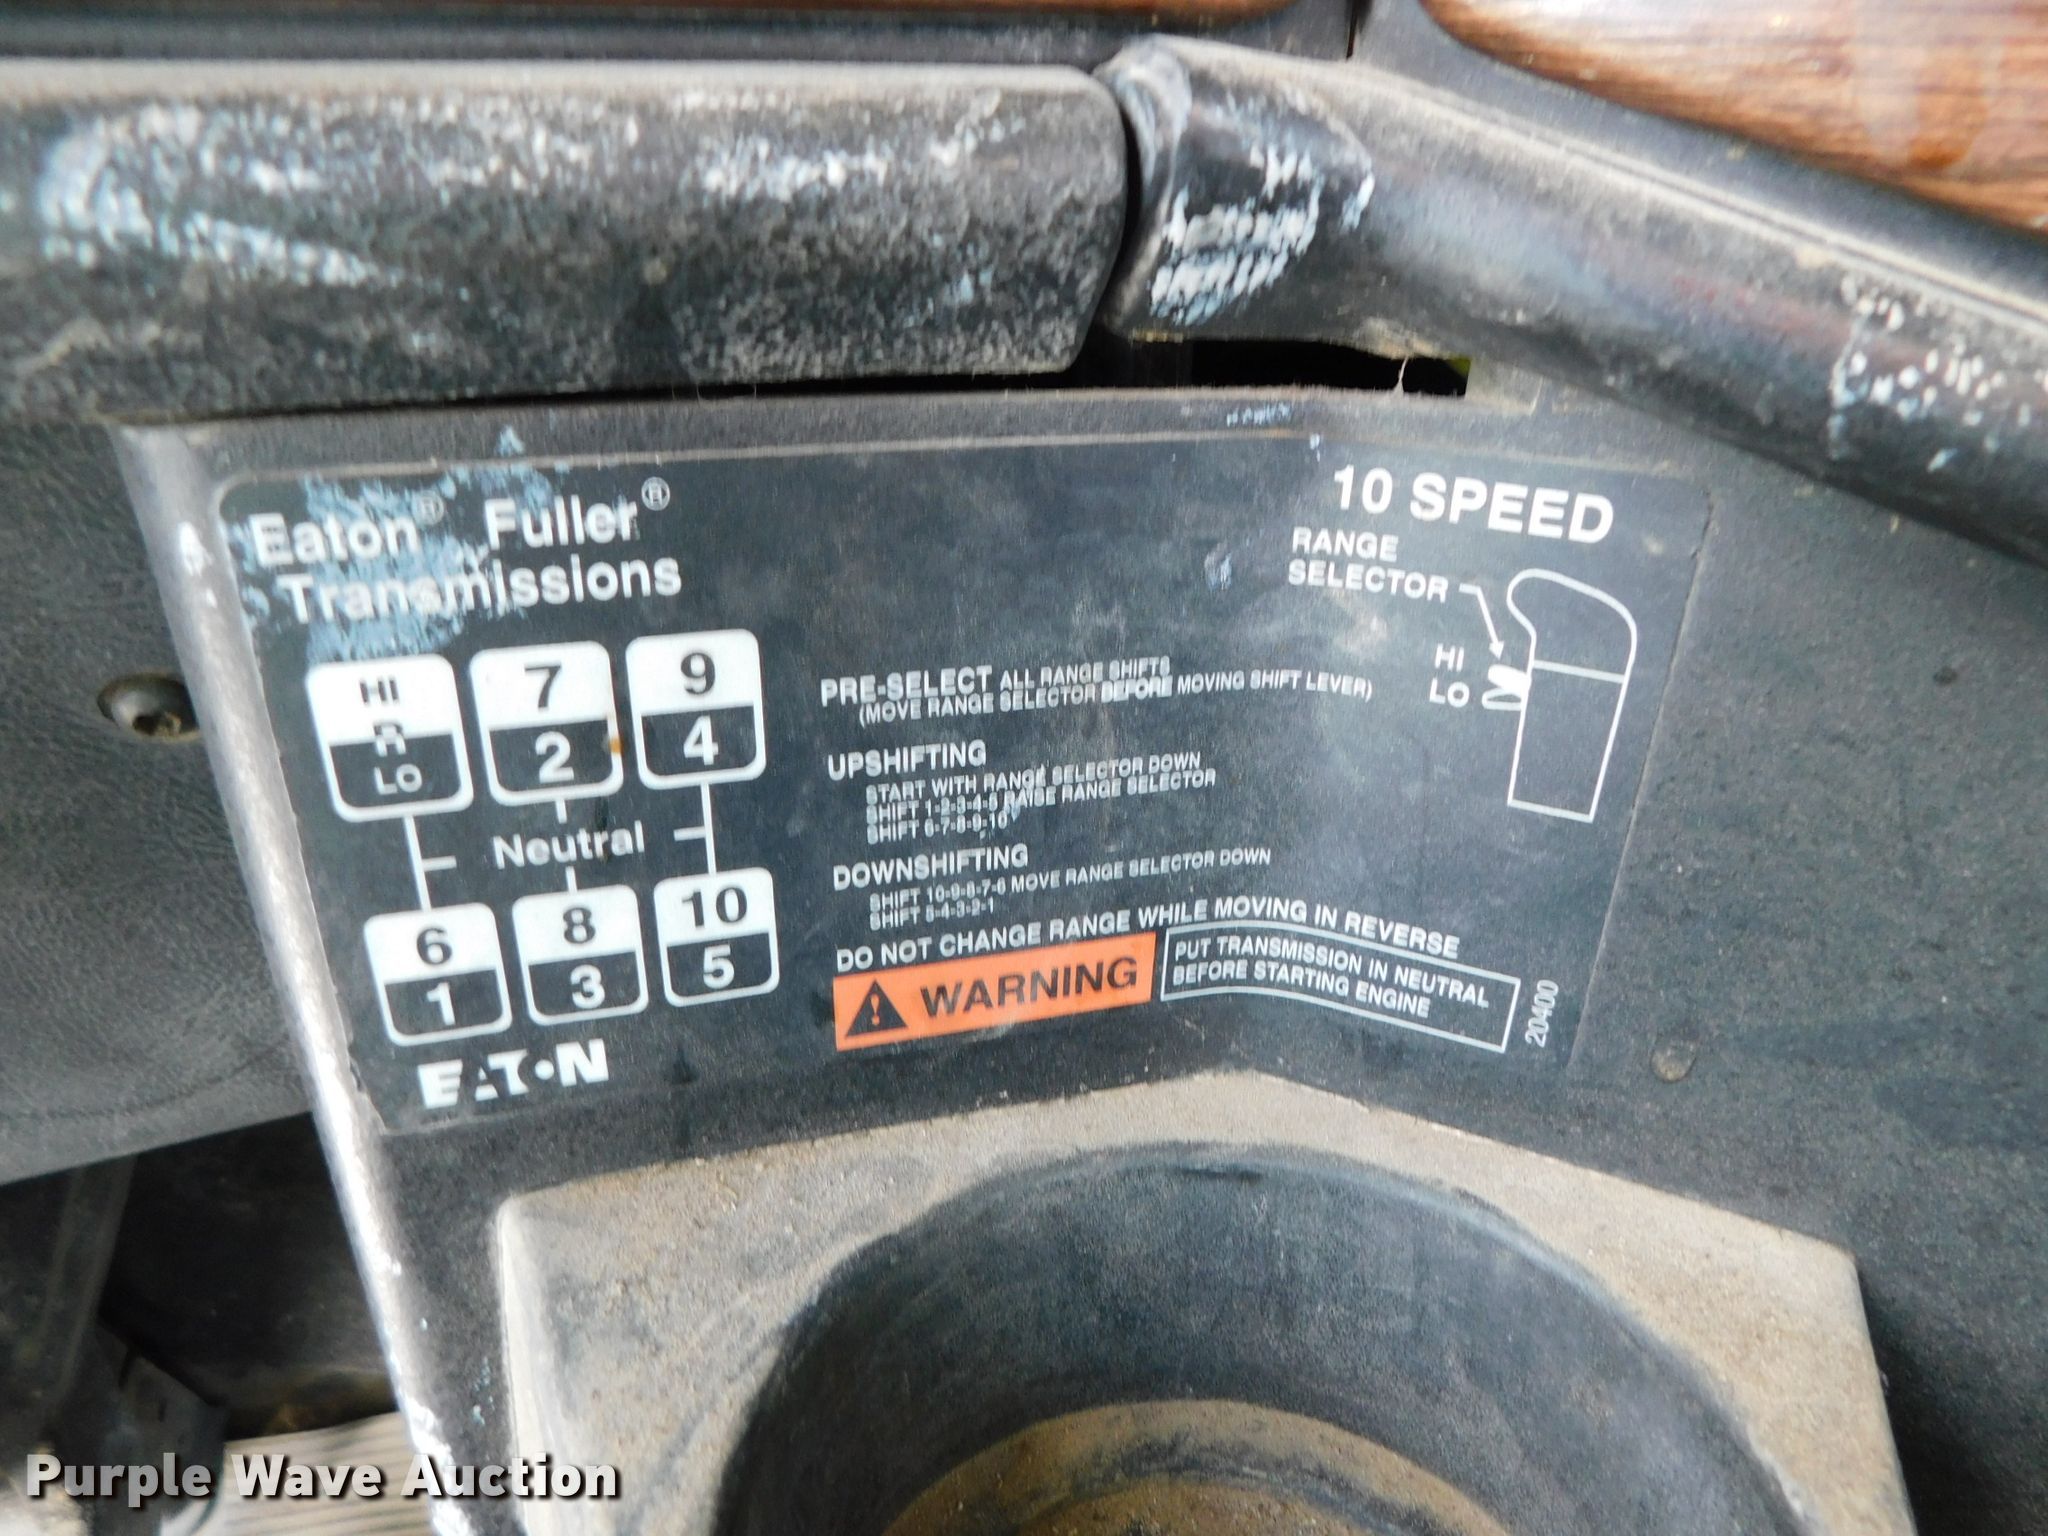 Eaton® Fuller®
Transmissions
10 SPEED
RANGE
SELECTOR
HI
LO
HI
R
LO
7
2
9
4
Neutral
6
1
8
3
10
5
EATON
PRE-SELECT ALL RANGE SHIFTS
(MOVE RANGE SELECTOR BEFORE MOVING SHIFT LEVER)
UPSHIFTING
START WITH RANGE SELECTOR DOWN
SHIFT 1-2-3-4-5 RAISE RANGE SELECTOR
SHIFT 6-7-8-9-10
DOWNSHIFTING
SHIFT 10-9-8-7-6 MOVE RANGE SELECTOR DOWN
SHIFT 5-4-3-2-1
DO NOT CHANGE RANGE WHILE MOVING IN REVERSE
WARNING
PUT TRANSMISSION IN NEUTRAL
BEFORE STARTING ENGINE
20400
Purple Wave Auction